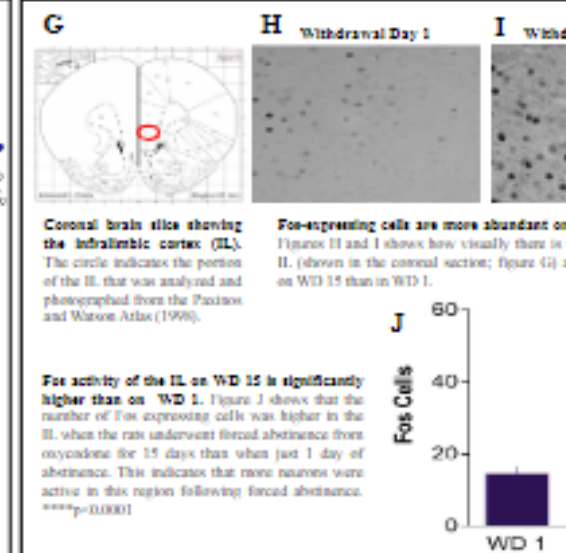 G
H
I
Withdrawal Day 1
Withd
Coronal brain slice showing
the infralimbic cortex (IL).
The circle indicates the portion
of the IL that was analyzed and
photographed from the Paxinos
and Watson Atlas (1998).
Fos-expressing cells are more abundant on
Figures H and I shows how visually there is
IL (shown in the coronal section; figure G) a
on WD 15 than in WD 1.
Fos activity of the IL on WD 15 is significantly
higher than on WD 1. Figure J shows that the
number of Fos expressing cells was higher in the
IL when the rats underwent forced abstinence from
oxycodone for 15 days than when just 1 day of
abstinence. This indicates that more neurons were
active in this region following forced abstinence.
****p<0.0001
J
Fos Cells
60
40
20
0
WD 1